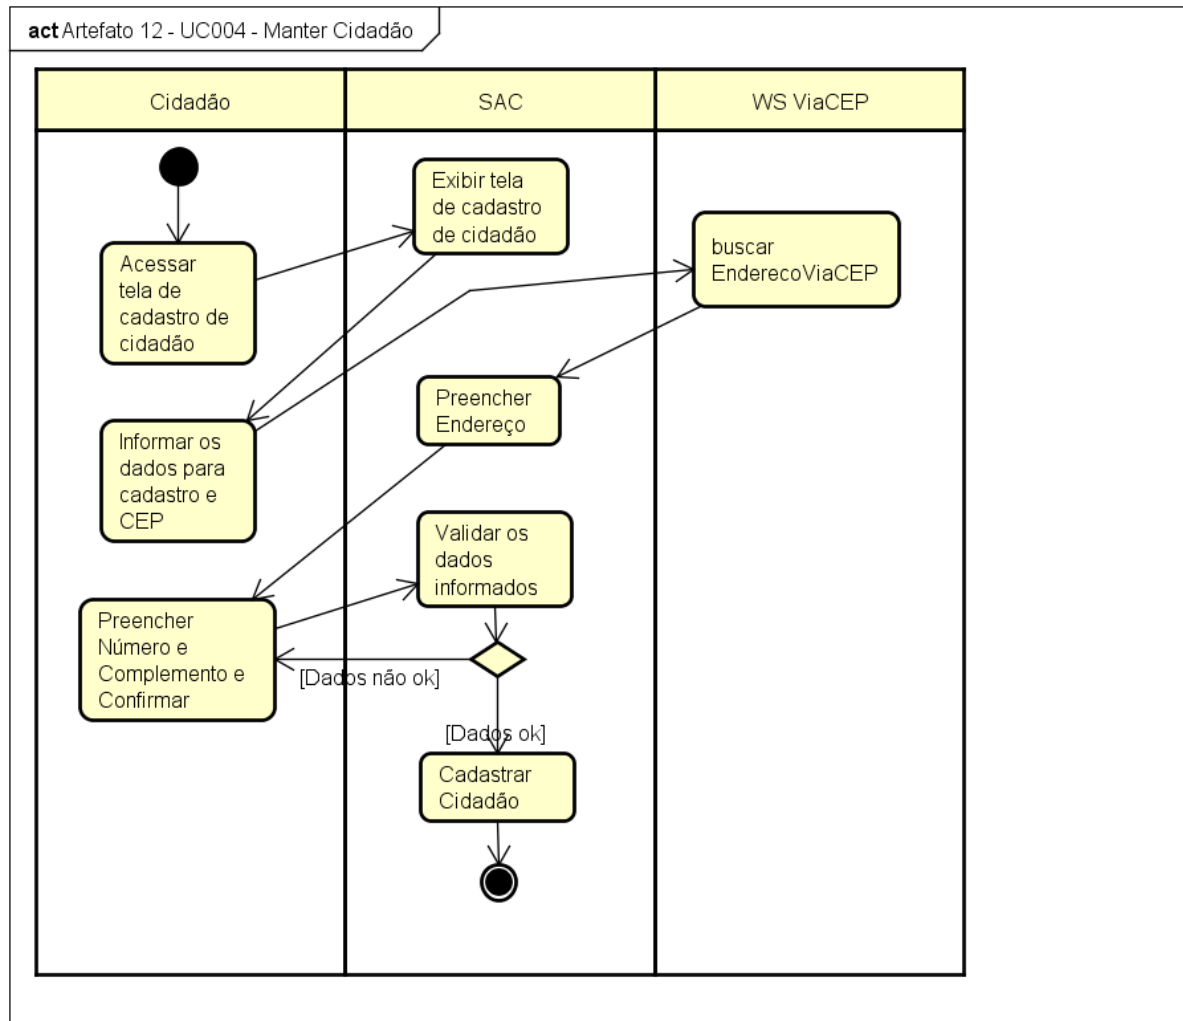 act Artefato 12 - UC004 - Manter Cidadão
Cidadão
SAC
WS ViaCEP
Exibir tela
de cadastro
de cidadão
buscar
EnderecoViaCEP
Acessar
tela de
cadastro de
cidadão
Preencher
Endereço
Informar os
dados para
cadastro e
CEP
Validar os
dados
informados
Preencher
Número e
Complemento e
Confirmar
[Dados não ok]
[Dados ok]
Cadastrar
Cidadão